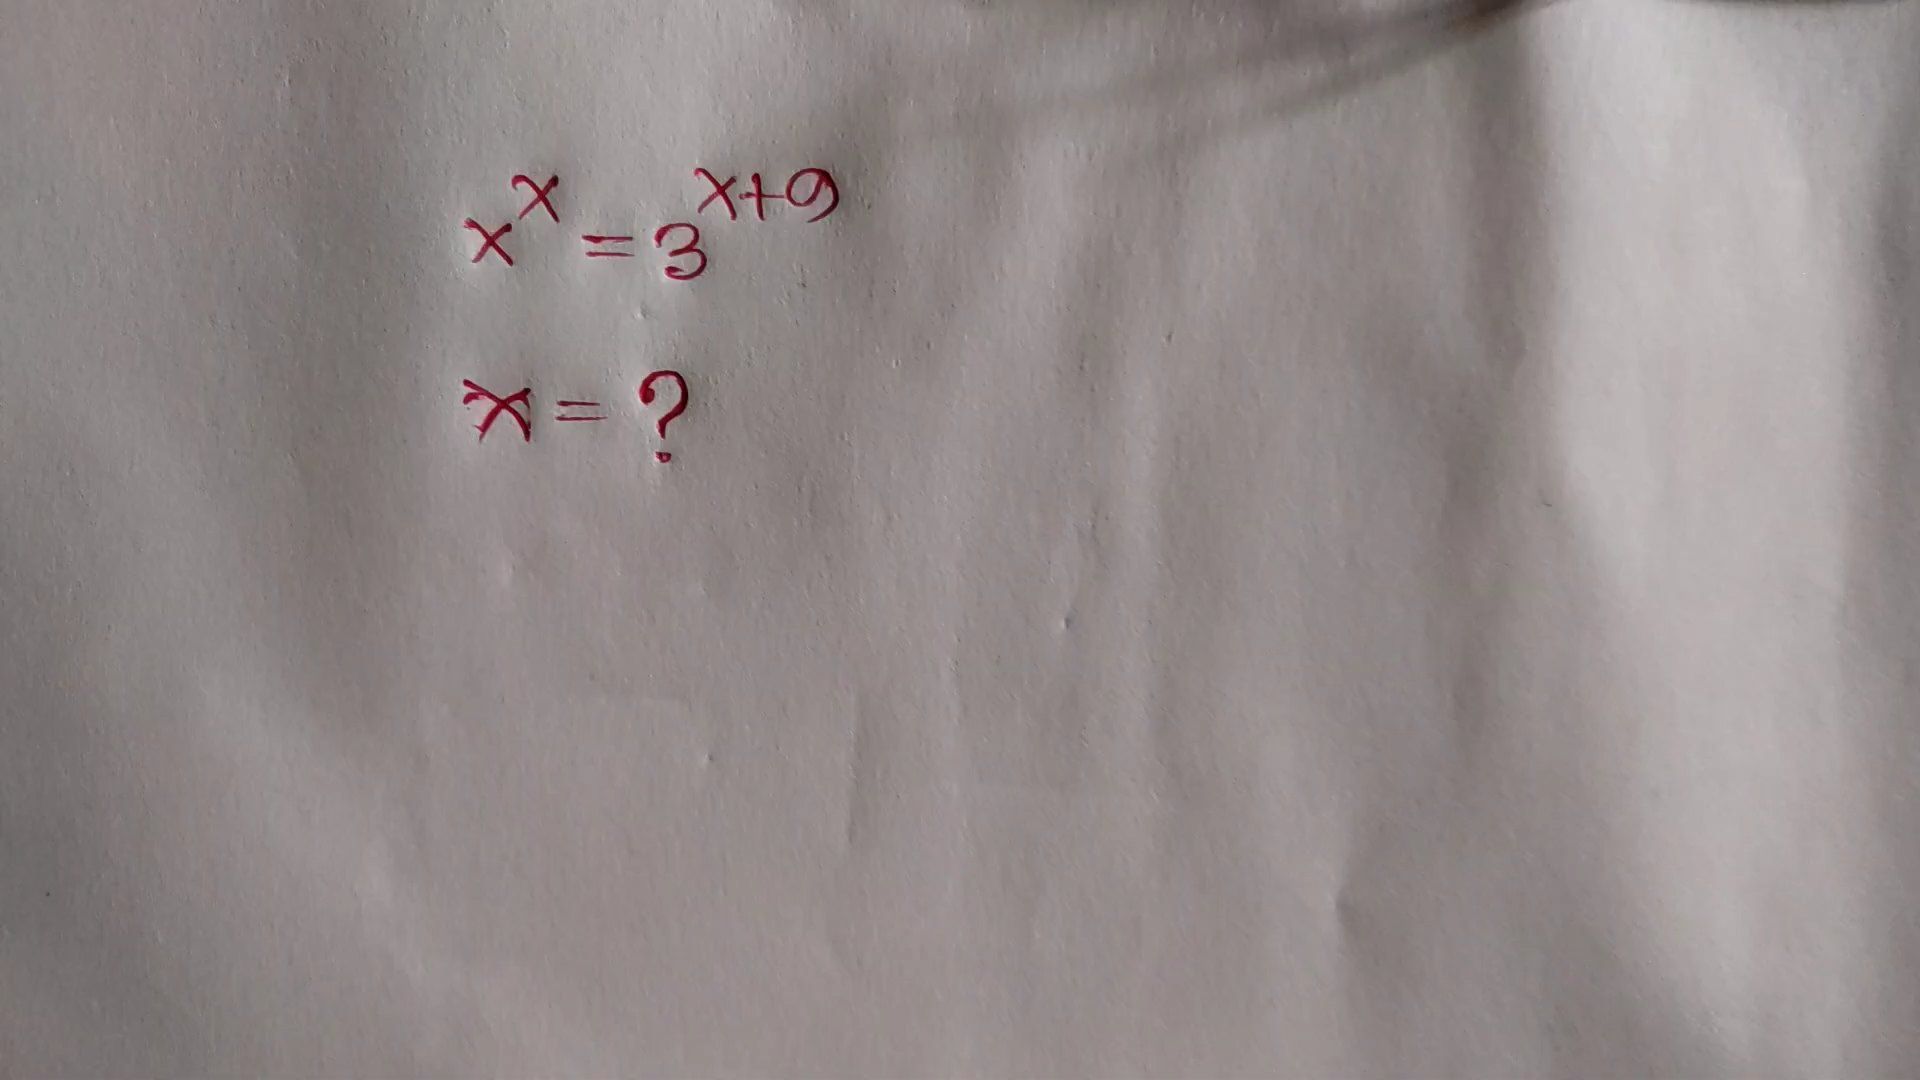 x^x = 3^{x+9}
x = ?